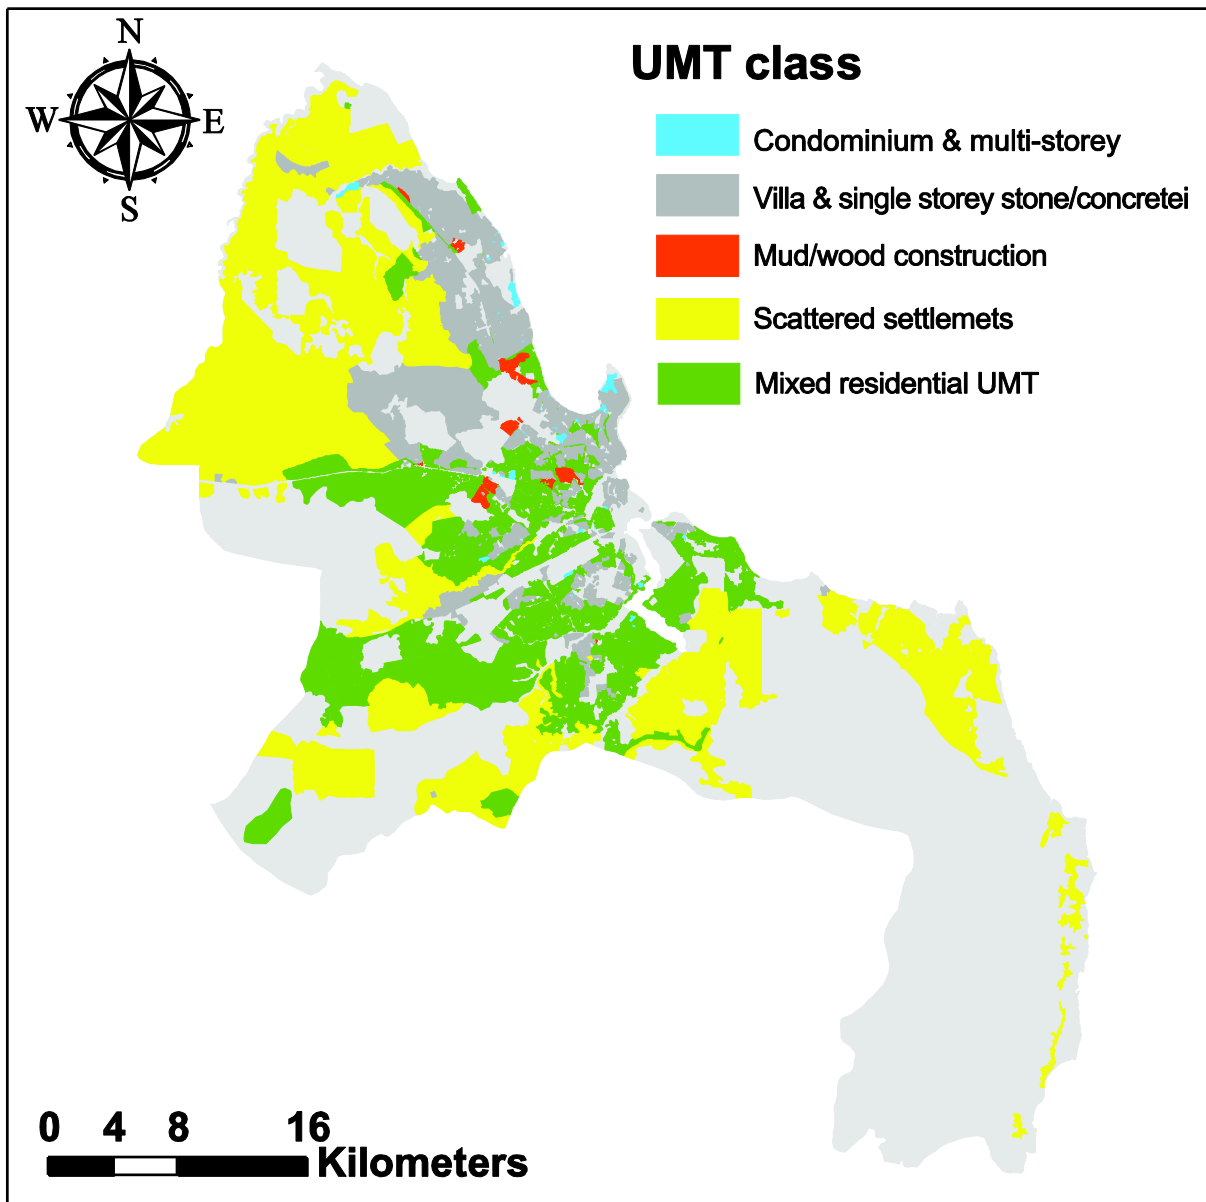 N
W E
S
UMT class
Condominium & multi-storey
Villa & single storey stone/concretei
Mud/wood construction
Scattered settlemets
Mixed residential UMT
0 4 8 16
Kilometers